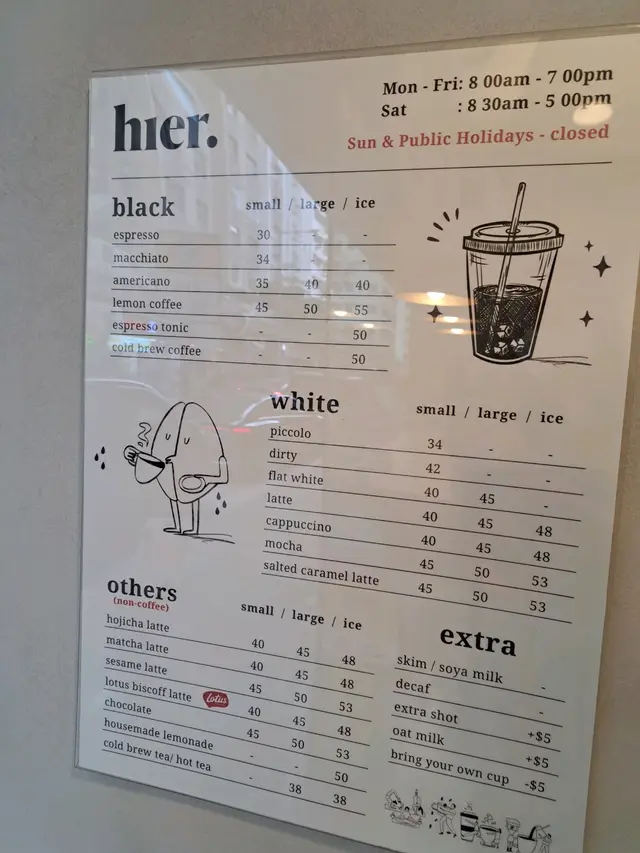 hier.
Mon - Fri: 8 00am - 7 00pm
Sat : 8 30am - 5 00pm
Sun & Public Holidays - closed
black small / large / ice
espresso 30 - -
macchiato 34 - -
americano 35 40 40
lemon coffee 45 50 55
espresso tonic - - 50
cold brew coffee - - 50
white small / large / ice
piccolo 34 - -
dirty 42 - -
flat white 40 45 -
latte 40 45 48
cappuccino 40 45 48
mocha 45 50 53
salted caramel latte 45 50 53
others small / large / ice
(non-coffee)
hojicha latte 40 45 48
matcha latte 40 45 48
sesame latte 45 50 53
lotus biscoff latte Lotus 40 45 48
chocolate 45 50 53
housemade lemonade - - 50
cold brew tea/ hot tea - 38 38
extra
skim / soya milk -
decaf -
extra shot +$5
oat milk +$5
bring your own cup -$5